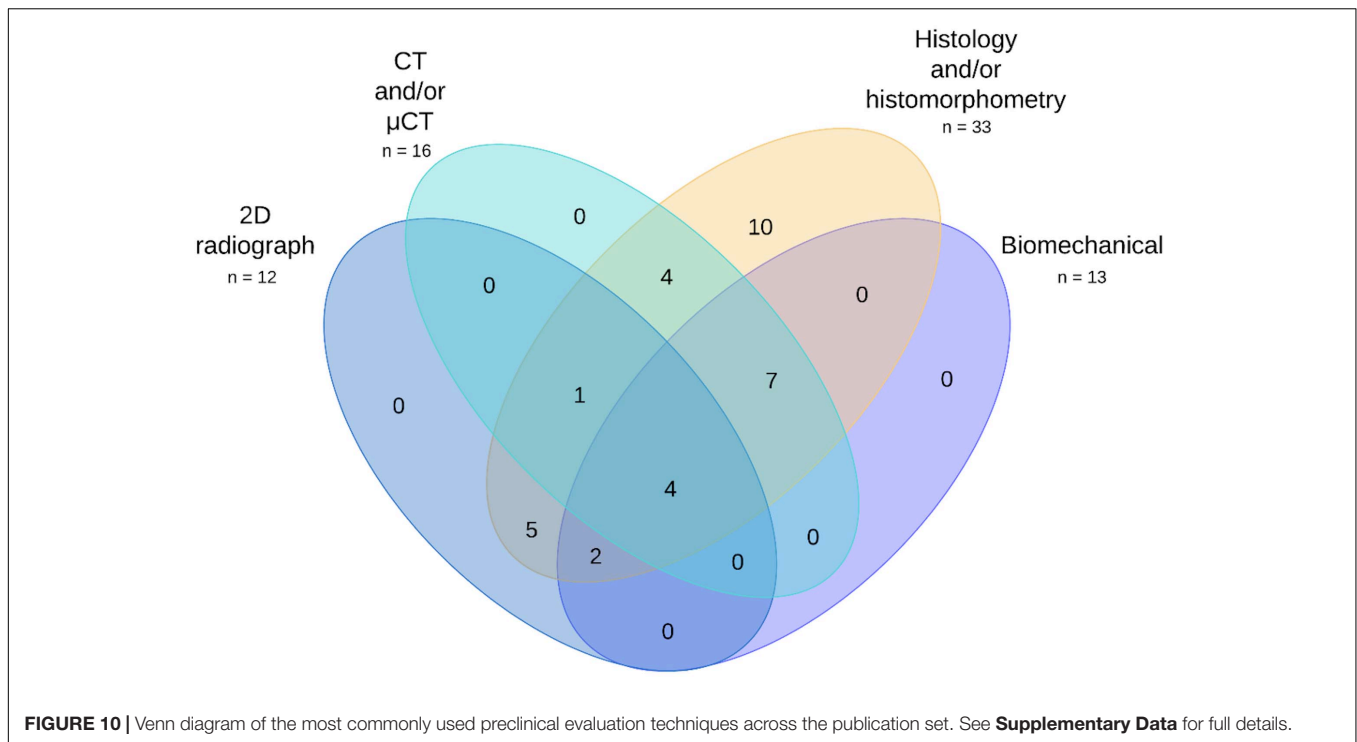 CT
and/or
µCT
n = 16
Histology
and/or
histomorphometry
n = 33
2D
radiograph
n = 12
Biomechanical
n = 13
0
10
0
4
0
0
1
7
0
4
5
2
0
0
0
FIGURE 10 | Venn diagram of the most commonly used preclinical evaluation techniques across the publication set. See Supplementary Data for full details.